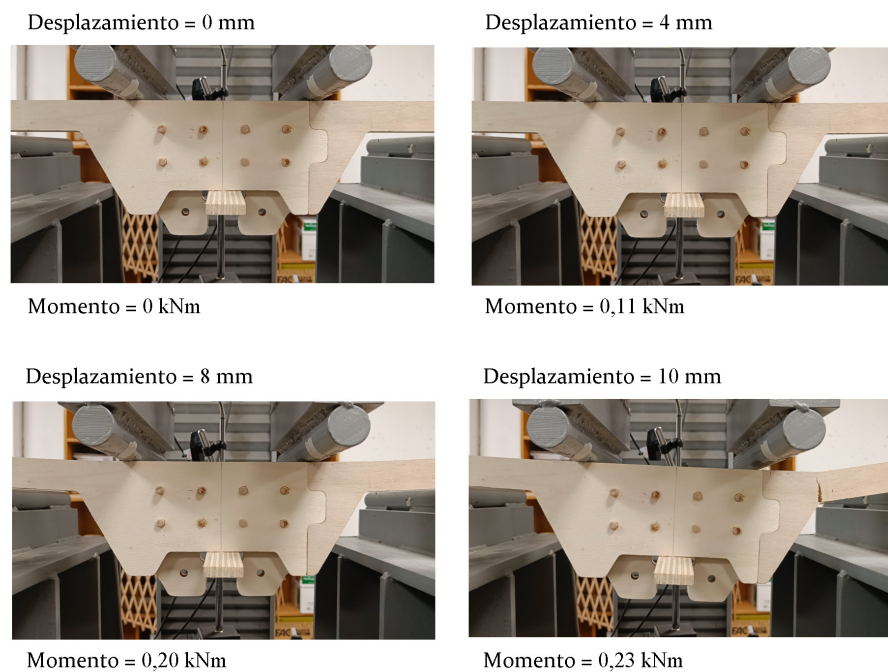 Desplazamiento = 0 mm
Desplazamiento = 4 mm
Momento = 0 kNm
Momento = 0,11 kNm
Desplazamiento = 8 mm
Desplazamiento = 10 mm
Momento = 0,20 kNm
Momento = 0,23 kNm